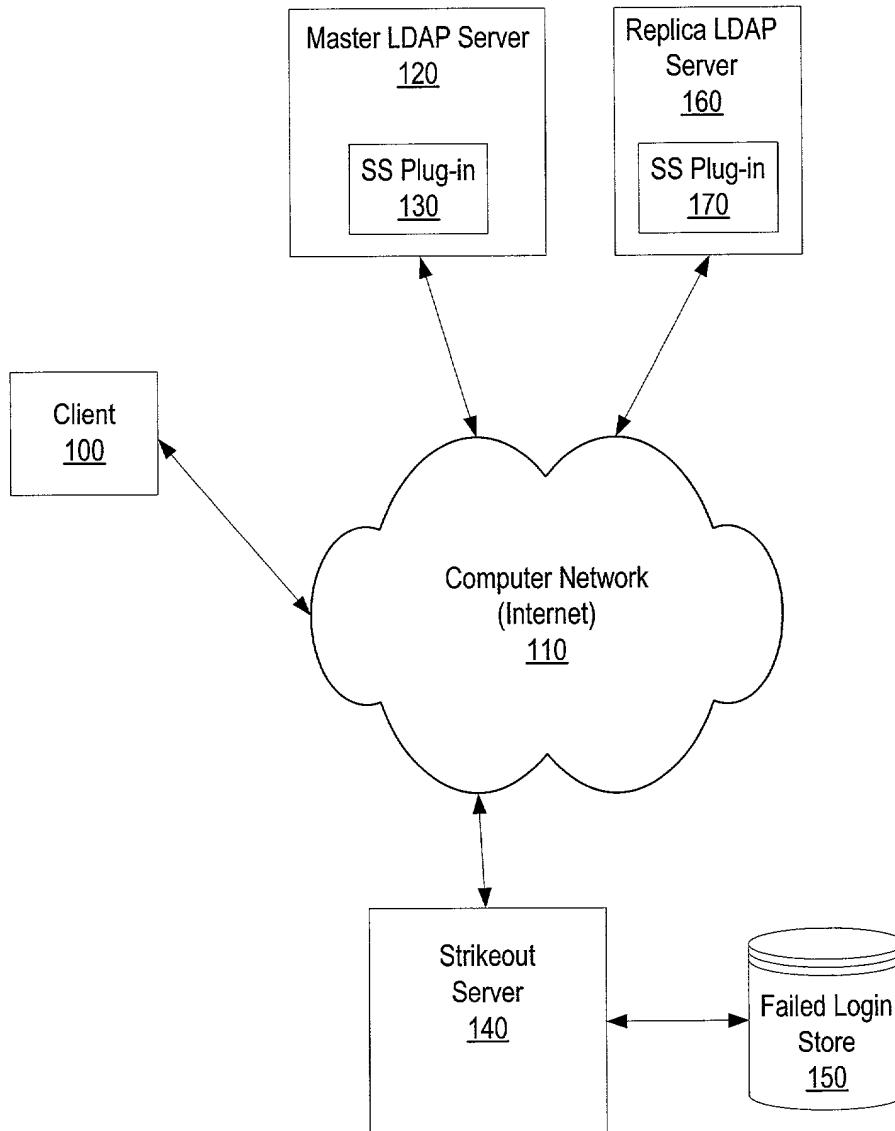 Master LDAP Server
120
SS Plug-in
130
Replica LDAP
Server
160
SS Plug-in
170
Client
100
Computer Network
(Internet)
110
Strikeout
Server
140
Failed Login
Store
150